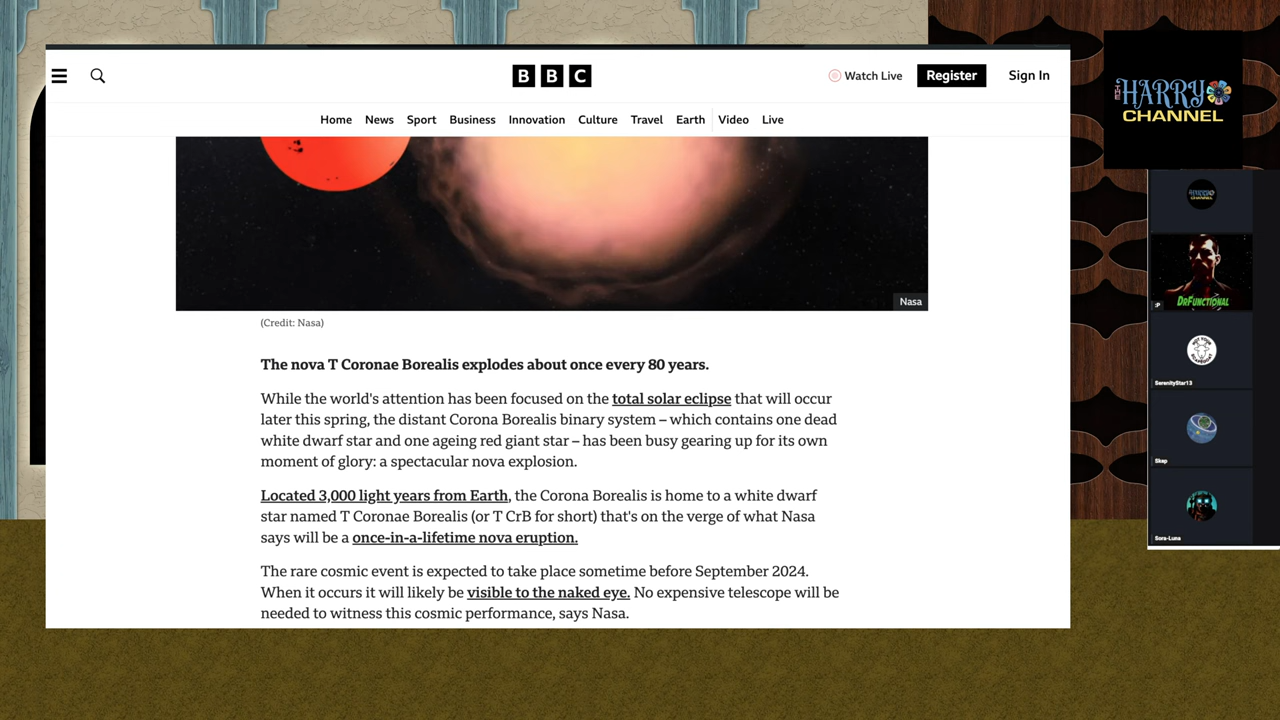 BBC
Watch Live
Register
Sign In
Home News Sport Business Innovation Culture Travel Earth Video Live
THE HARRY
CHANNEL
HARRY
CHANNEL
Nasa
(Credit: Nasa)
:P
DRFUNCTIONAL
The nova T Coronae Borealis explodes about once every 80 years.
SerenityStar13
While the world's attention has been focused on the total solar eclipse that will occur
later this spring, the distant Corona Borealis binary system – which contains one dead
white dwarf star and one ageing red giant star – has been busy gearing up for its own
moment of glory: a spectacular nova explosion.
Skep
Located 3,000 light years from Earth, the Corona Borealis is home to a white dwarf
star named T Coronae Borealis (or T CrB for short) that's on the verge of what Nasa
says will be a once-in-a-lifetime nova eruption.
Sora-Luna
The rare cosmic event is expected to take place sometime before September 2024.
When it occurs it will likely be visible to the naked eye. No expensive telescope will be
needed to witness this cosmic performance, says Nasa.